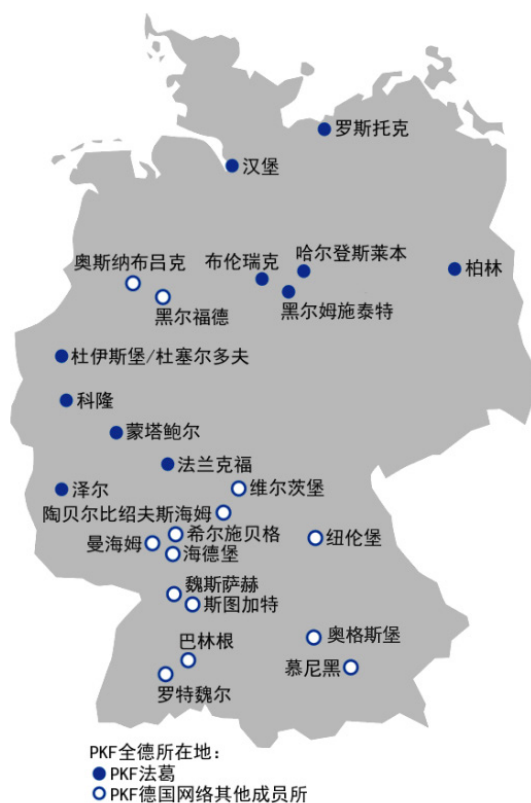 罗斯托克
汉堡
奥斯纳布吕克
布伦瑞克
哈尔登斯莱本
柏林
黑尔福德
黑尔姆施泰特
杜伊斯堡/杜塞尔多夫
科隆
蒙塔鲍尔
法兰克福
泽尔
维尔茨堡
陶贝尔比绍夫斯海姆
希尔施贝格
曼海姆
纽伦堡
海德堡
魏斯萨赫
斯图加特
巴林根
奥格斯堡
慕尼黑
罗特魏尔
PKF全德所在地：
PKF法葛
PKF德国网络其他成员所